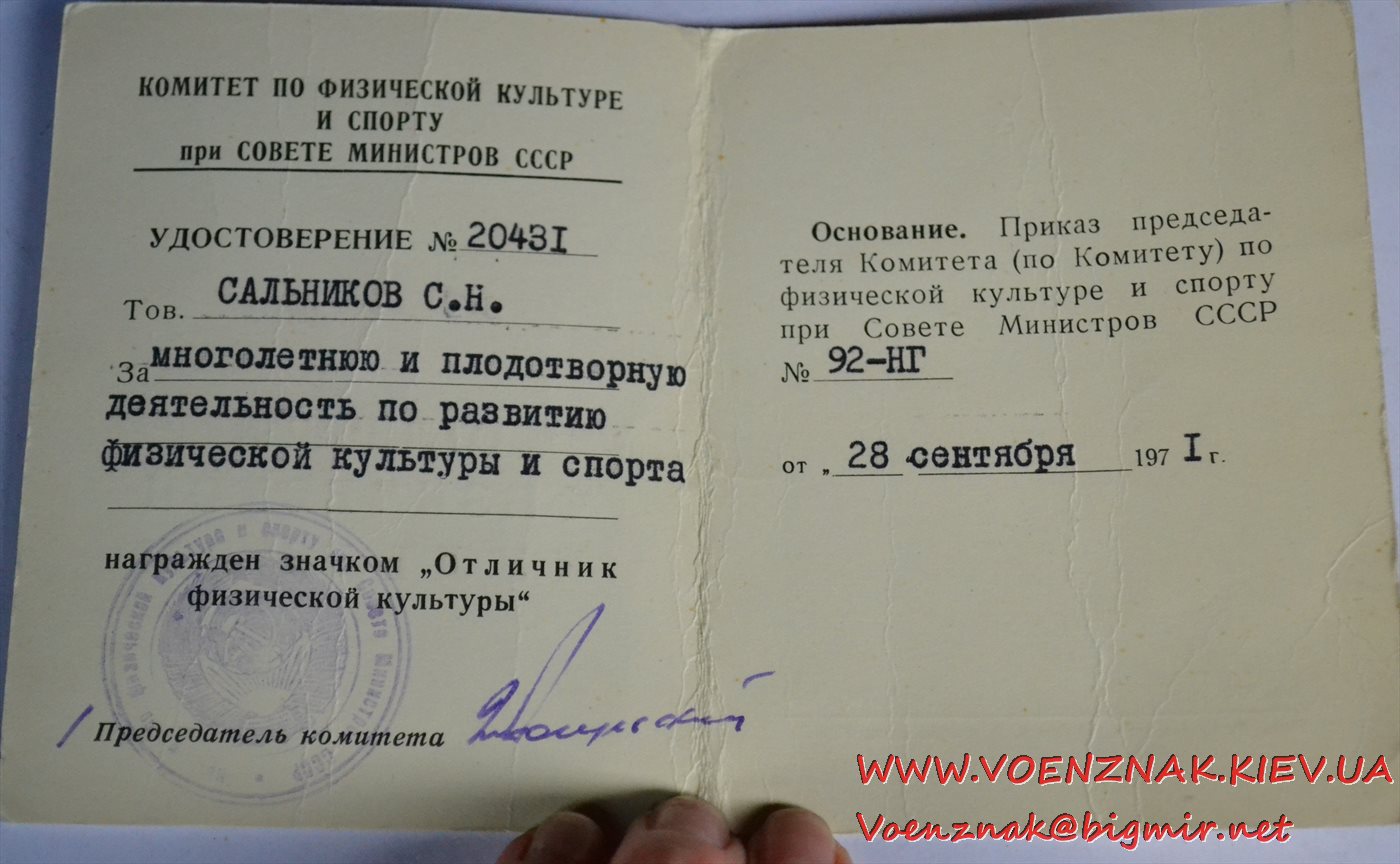 КОМИТЕТ ПО ФИЗИЧЕСКОЙ КУЛЬТУРЕ
И СПОРТУ
при СОВЕТЕ МИНИСТРОВ СССР
УДОСТОВЕРЕНИЕ № 20431
Тов. САЛЬНИКОВ С.Н.
За многолетнюю и плодотворную
деятельность по развитию
физической культуры и спорта
награжден значком „Отличник
физической культуры“
Председатель комитета
Основание. Приказ председа-
теля Комитета (по Комитету) по
физической культуре и спорту
при Совете Министров СССР
№ 92-НГ
от „ 28 сентября 1971 г.
WWW.VOENZNAK.KIEV.UA
Voenznak@bigmir.net